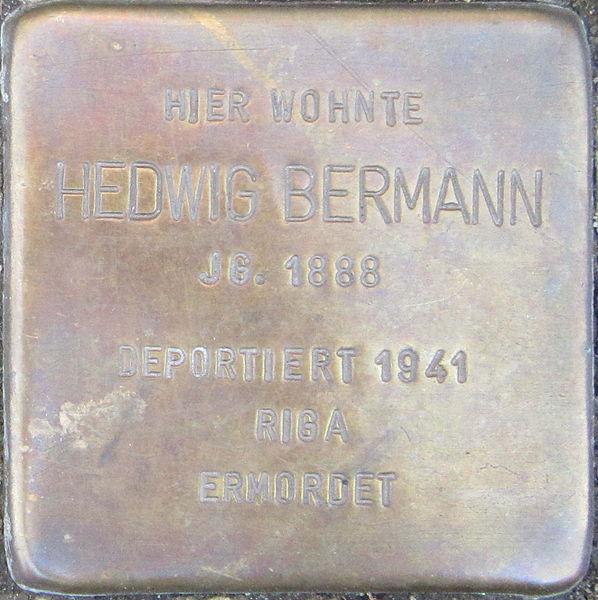 HIER WOHNTE
HEDWIG BERMANN
JG. 1888
DEPORTIERT 1941
RIGA
ERMORDET